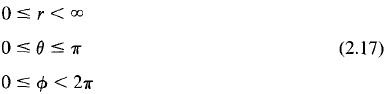 0 ≤ r < ∞
0 ≤ θ ≤ π (2.17)
0 ≤ ϕ < 2π